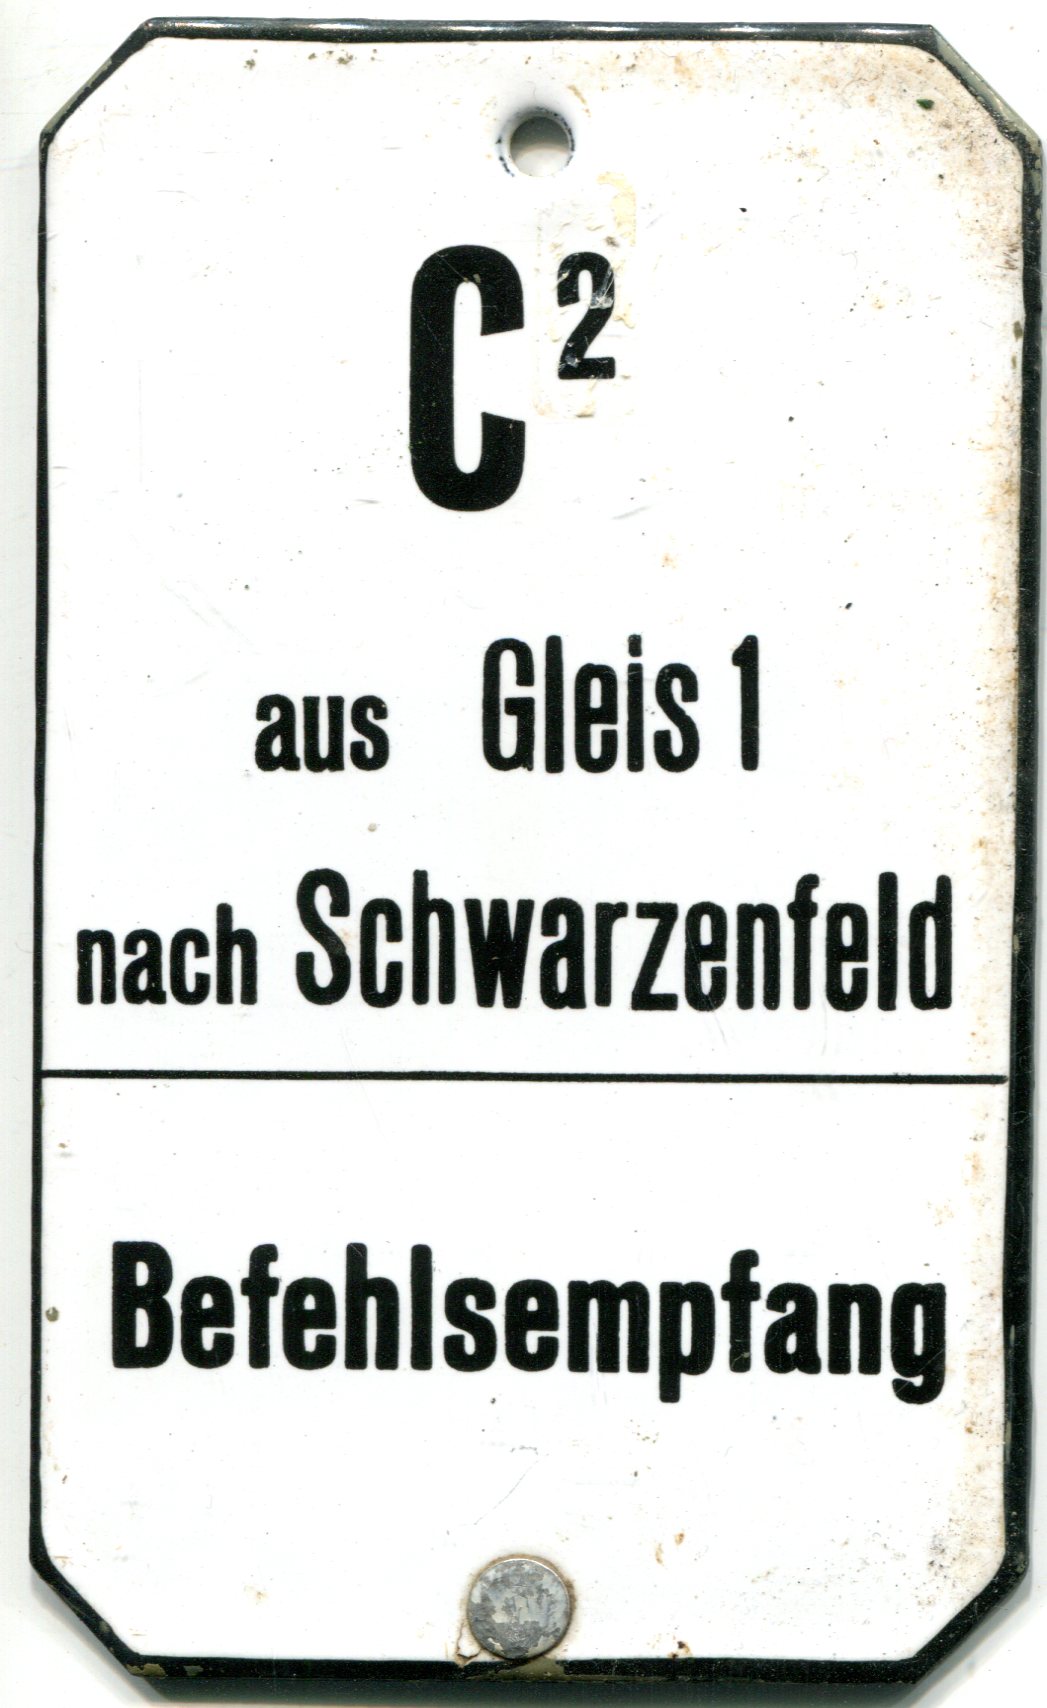 C²
aus Gleis 1
nach Schwarzenfeld
Befehlsempfang